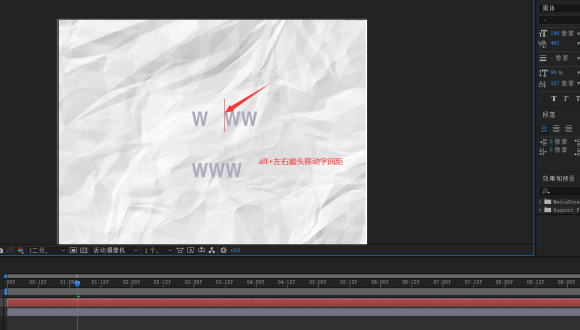 黑体
-
140 像素
462
- 像素
96 %
157 像素
T T T
段落
0 像素
0 像素
W WW
alt+左右箭头移动字间距
WWW
效果和预设
Support F
(二分...
活动摄像机
1个...
+0.0
00f 00:12f 01:00f 01:12f 02:00f 02:12f 03:00f 03:12f 04:00f 04:12f 05:00f 05:12f 06:00f 06:12f 07:00f 07:12f 08:00f 08:12f 09:00f